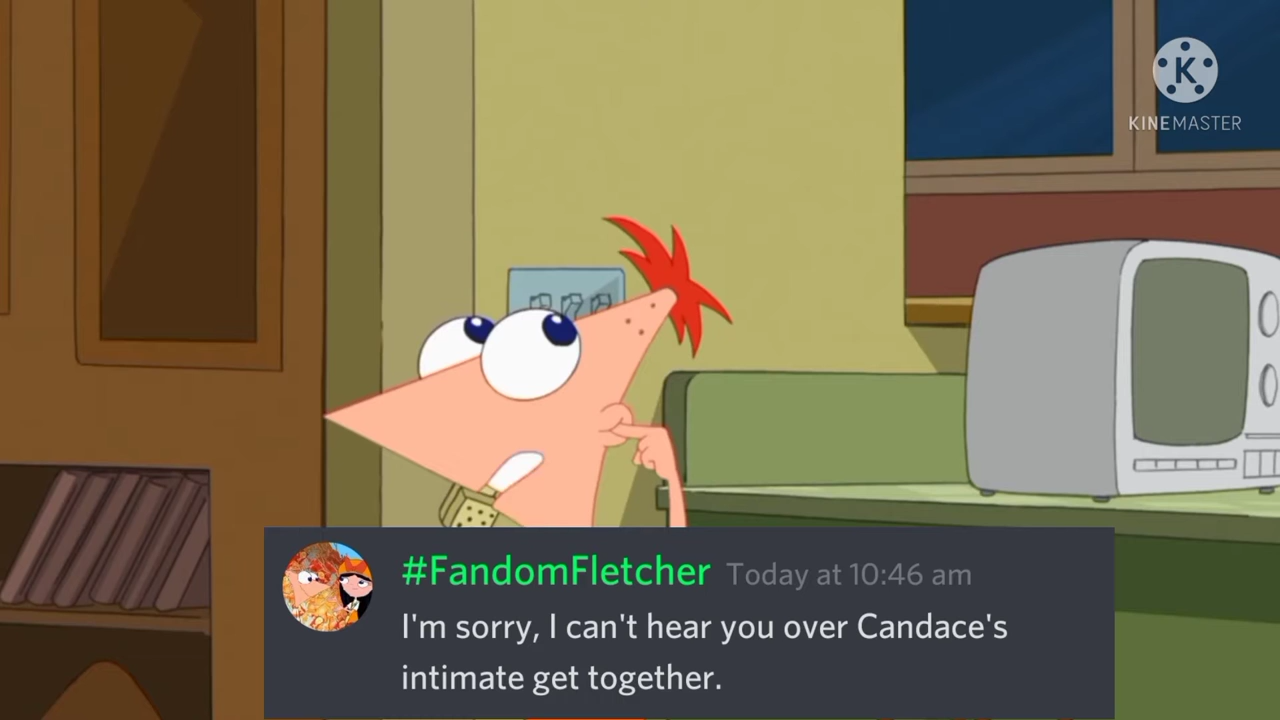 K
KINEMASTER
#FandomFletcher Today at 10:46 am
I'm sorry, I can't hear you over Candace's
intimate get together.